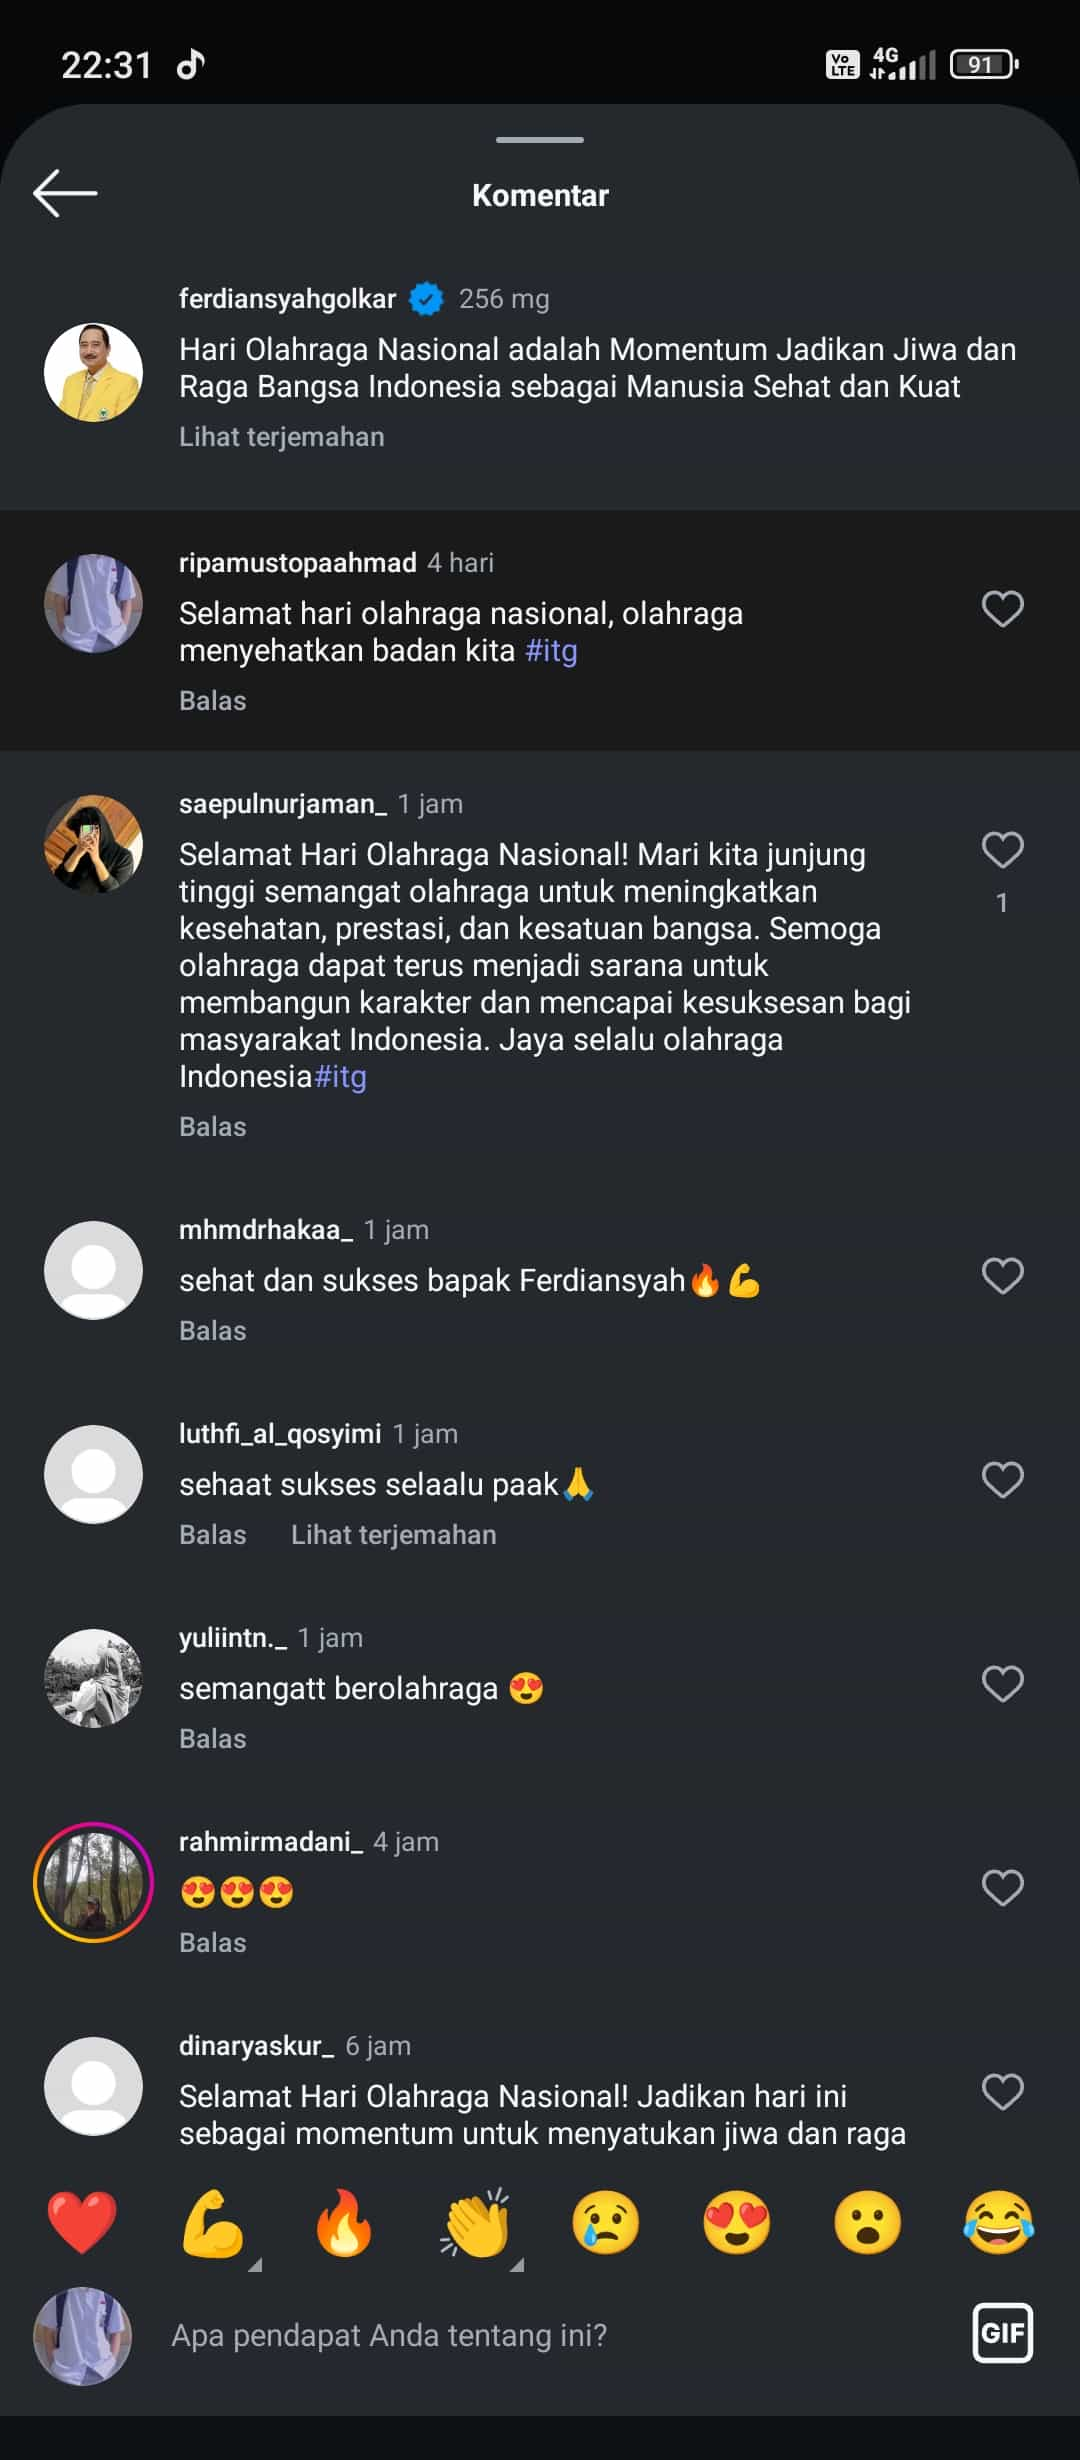 22:31
Vo
LTE
4G
91
Komentar
ferdiansyahgolkar 256 mg
Hari Olahraga Nasional adalah Momentum Jadikan Jiwa dan
Raga Bangsa Indonesia sebagai Manusia Sehat dan Kuat
Lihat terjemahan
ripamustopaahmad 4 hari
Selamat hari olahraga nasional, olahraga
menyehatkan badan kita #itg
Balas
saepulnurjaman_ 1 jam
Selamat Hari Olahraga Nasional! Mari kita junjung
tinggi semangat olahraga untuk meningkatkan
kesehatan, prestasi, dan kesatuan bangsa. Semoga
olahraga dapat terus menjadi sarana untuk
membangun karakter dan mencapai kesuksesan bagi
masyarakat Indonesia. Jaya selalu olahraga
Indonesia#itg
1
Balas
mhmdrhakaa_ 1 jam
sehat dan sukses bapak Ferdiansyah🔥💪
Balas
luthfi_al_qosyimi 1 jam
sehaat sukses selaalu paak🙏
Balas Lihat terjemahan
yuliintn._ 1 jam
semangatt berolahraga 😍
Balas
rahmirmadani_ 4 jam
😍😍😍
Balas
dinaryaskur_ 6 jam
Selamat Hari Olahraga Nasional! Jadikan hari ini
sebagai momentum untuk menyatukan jiwa dan raga
❤️💪🔥👏😢😍😮😂
Apa pendapat Anda tentang ini?
GIF